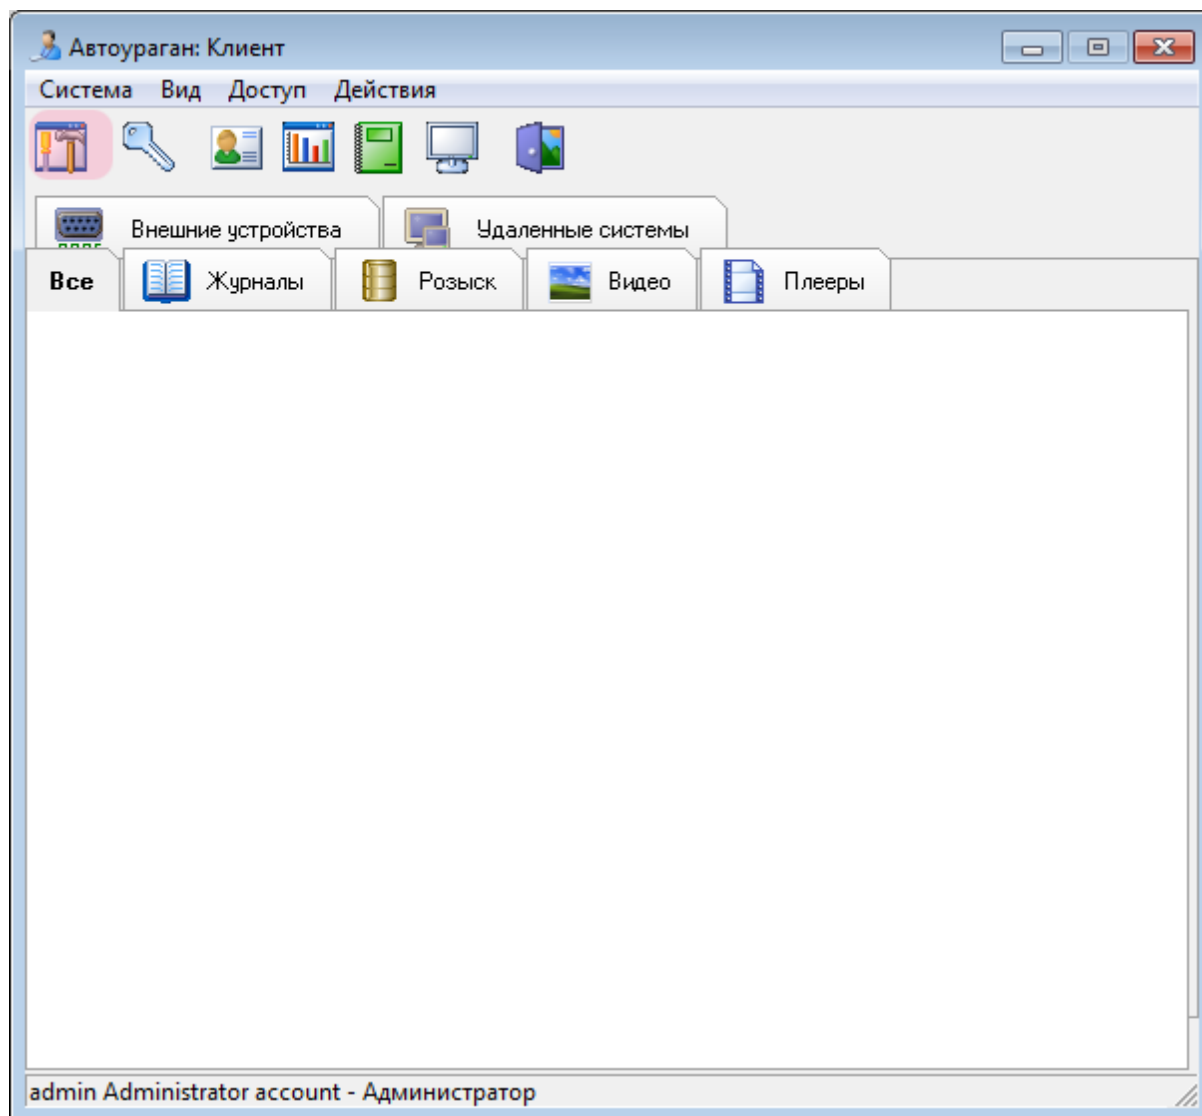 Автоураган: Клиент
Система Вид Доступ Действия
Внешние устройства Удаленные системы
Все Журналы Розыск Видео Плееры
admin Administrator account - Администратор